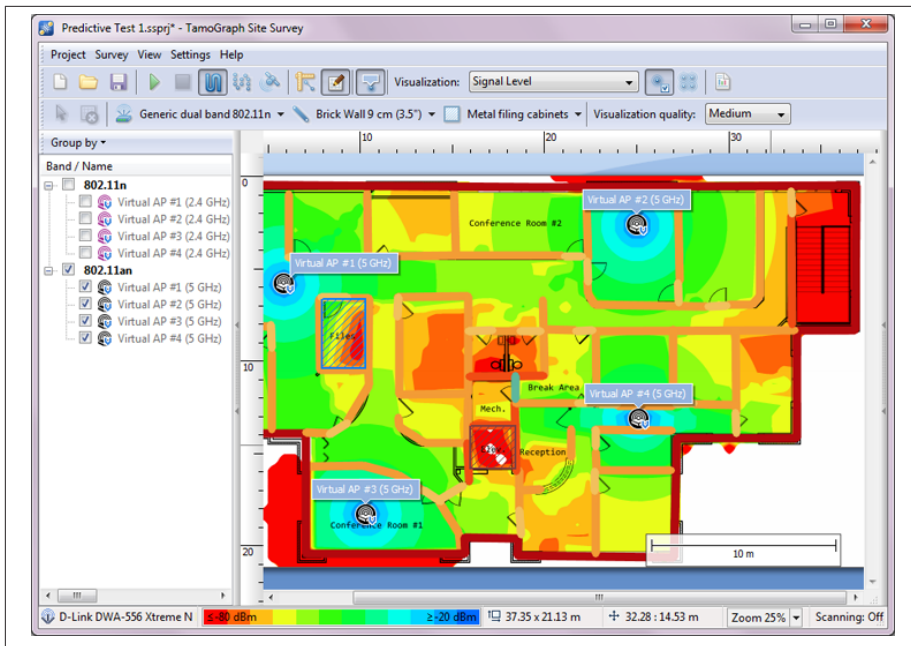 Predictive Test 1.ssprj* - TamoGraph Site Survey
Project Survey View Settings Help
Visualization: Signal Level
Generic dual band 802.11n Brick Wall 9 cm (3.5") Metal filing cabinets Visualization quality: Medium
Group by
10 20 30
Band / Name
802.11n
Virtual AP #1 (2.4 GHz)
Virtual AP #2 (2.4 GHz)
Virtual AP #3 (2.4 GHz)
Virtual AP #4 (2.4 GHz)
802.11an
Virtual AP #1 (5 GHz)
Virtual AP #2 (5 GHz)
Virtual AP #3 (5 GHz)
Virtual AP #4 (5 GHz)
0
10
20
Virtual AP #2 (5 GHz)
Conference Room #2
Virtual AP #1 (5 GHz)
Files
Break Area
Virtual AP #4 (5 GHz)
Mech.
Reception
Virtual AP #3 (5 GHz)
Conference Room #1
10 m
D-Link DWA-556 Xtreme N ≤-80 dBm ≥-20 dBm 37.35 x 21.13 m 32.28 : 14.53 m Zoom 25% Scanning: Off